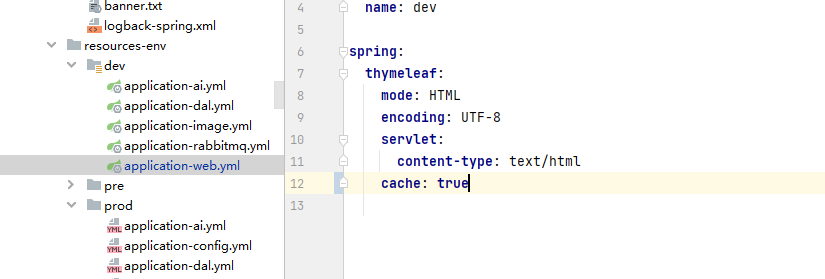 banner.txt
logback-spring.xml
resources-env
dev
application-ai.yml
application-dal.yml
application-image.yml
application-rabbitmq.yml
application-web.yml
pre
prod
YML application-ai.yml
YML application-config.yml
YML application-dal.yml
4 name: dev
5
6 spring:
7 thymeleaf:
8 mode: HTML
9 encoding: UTF-8
10 servlet:
11 content-type: text/html
12 cache: true
13